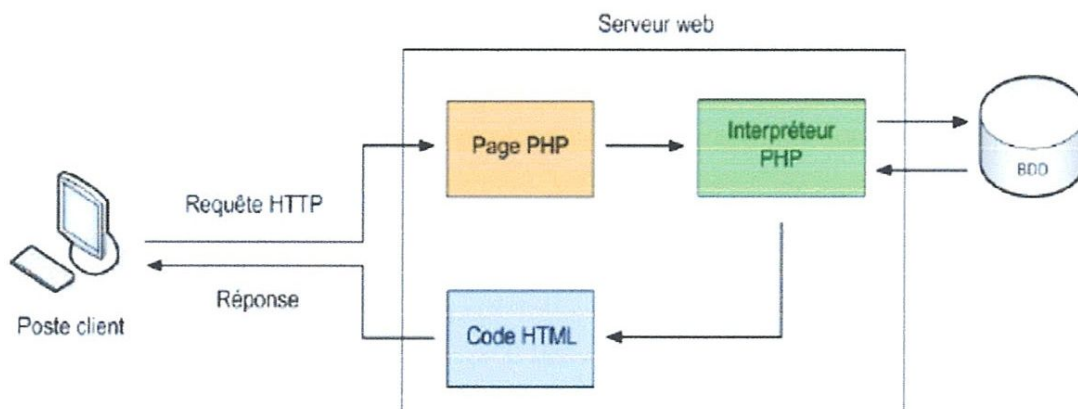 Serveur web
Page PHP
Interpréteur
PHP
BDD
Requête HTTP
Réponse
Code HTML
Poste client